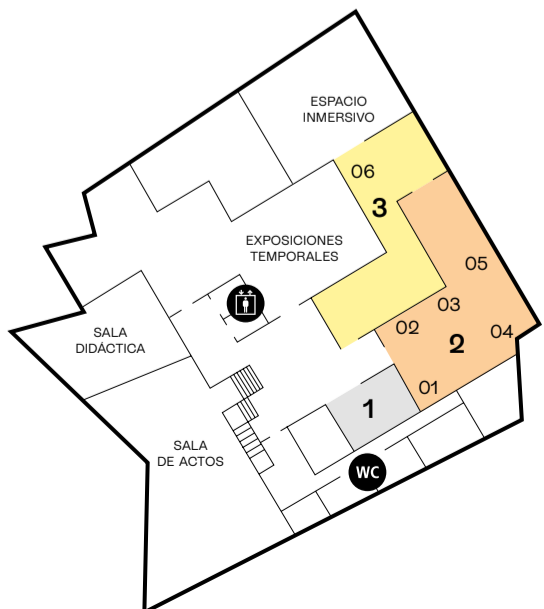 ESPACIO
INMERSIVO
06
3
EXPOSICIONES
TEMPORALES
05
03
02
04
2
SALA
DIDÁCTICA
01
1
SALA
DE ACTOS
WC